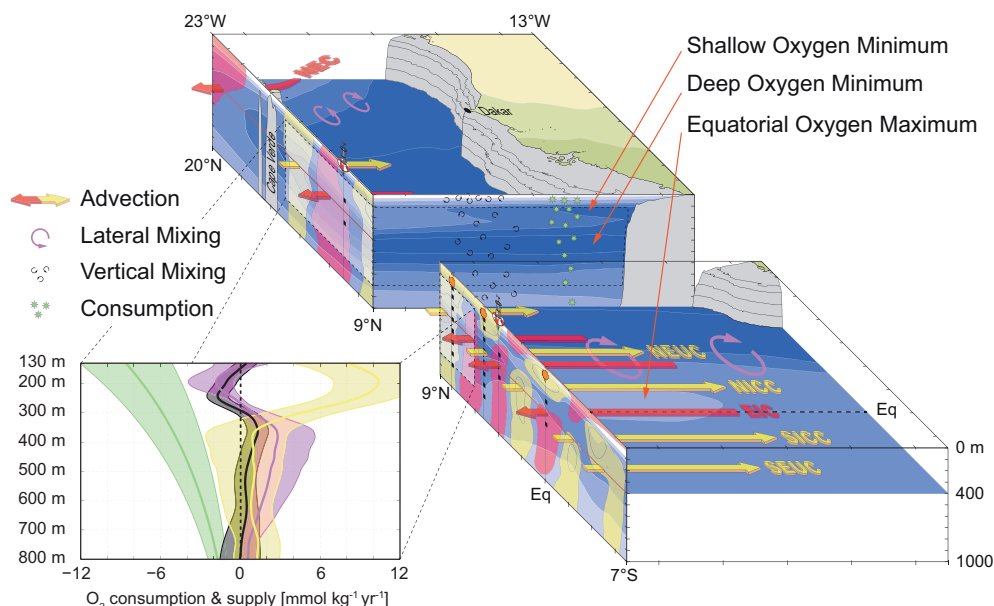 23°W
13°W
Shallow Oxygen Minimum
Deep Oxygen Minimum
Equatorial Oxygen Maximum
NEC
Dakar
Cape Verde
20°N
Advection
Lateral Mixing
Vertical Mixing
Consumption
9°N
9°N
NEUC
NICC
EIC
Eq
SICC
SEUC
Eq
0 m
400
1000
7°S
130 m
200 m
300 m
400 m
500 m
600 m
700 m
800 m
−12 −6 0 6 12
O₂ consumption & supply [mmol kg⁻¹ yr⁻¹]